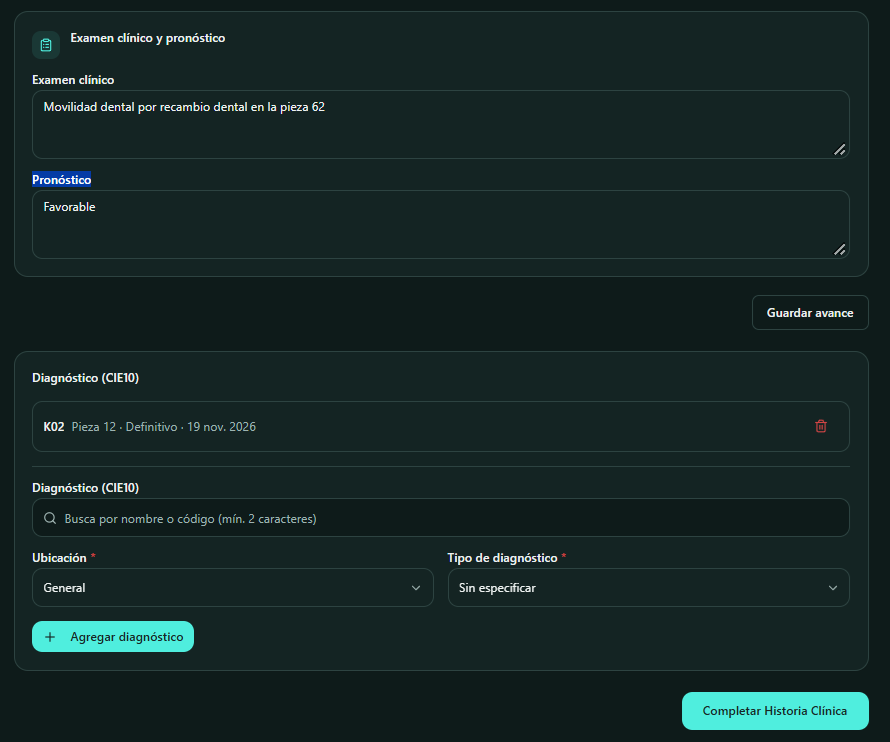 Examen clínico y pronóstico
Examen clínico
Movilidad dental por recambio dental en la pieza 62
Pronóstico
Favorable
Guardar avance
Diagnóstico (CIE10)
K02 Pieza 12 · Definitivo · 19 nov. 2026
Diagnóstico (CIE10)
Busca por nombre o código (mín. 2 caracteres)
Ubicación * Tipo de diagnóstico *
General Sin especificar
+ Agregar diagnóstico
Completar Historia Clínica